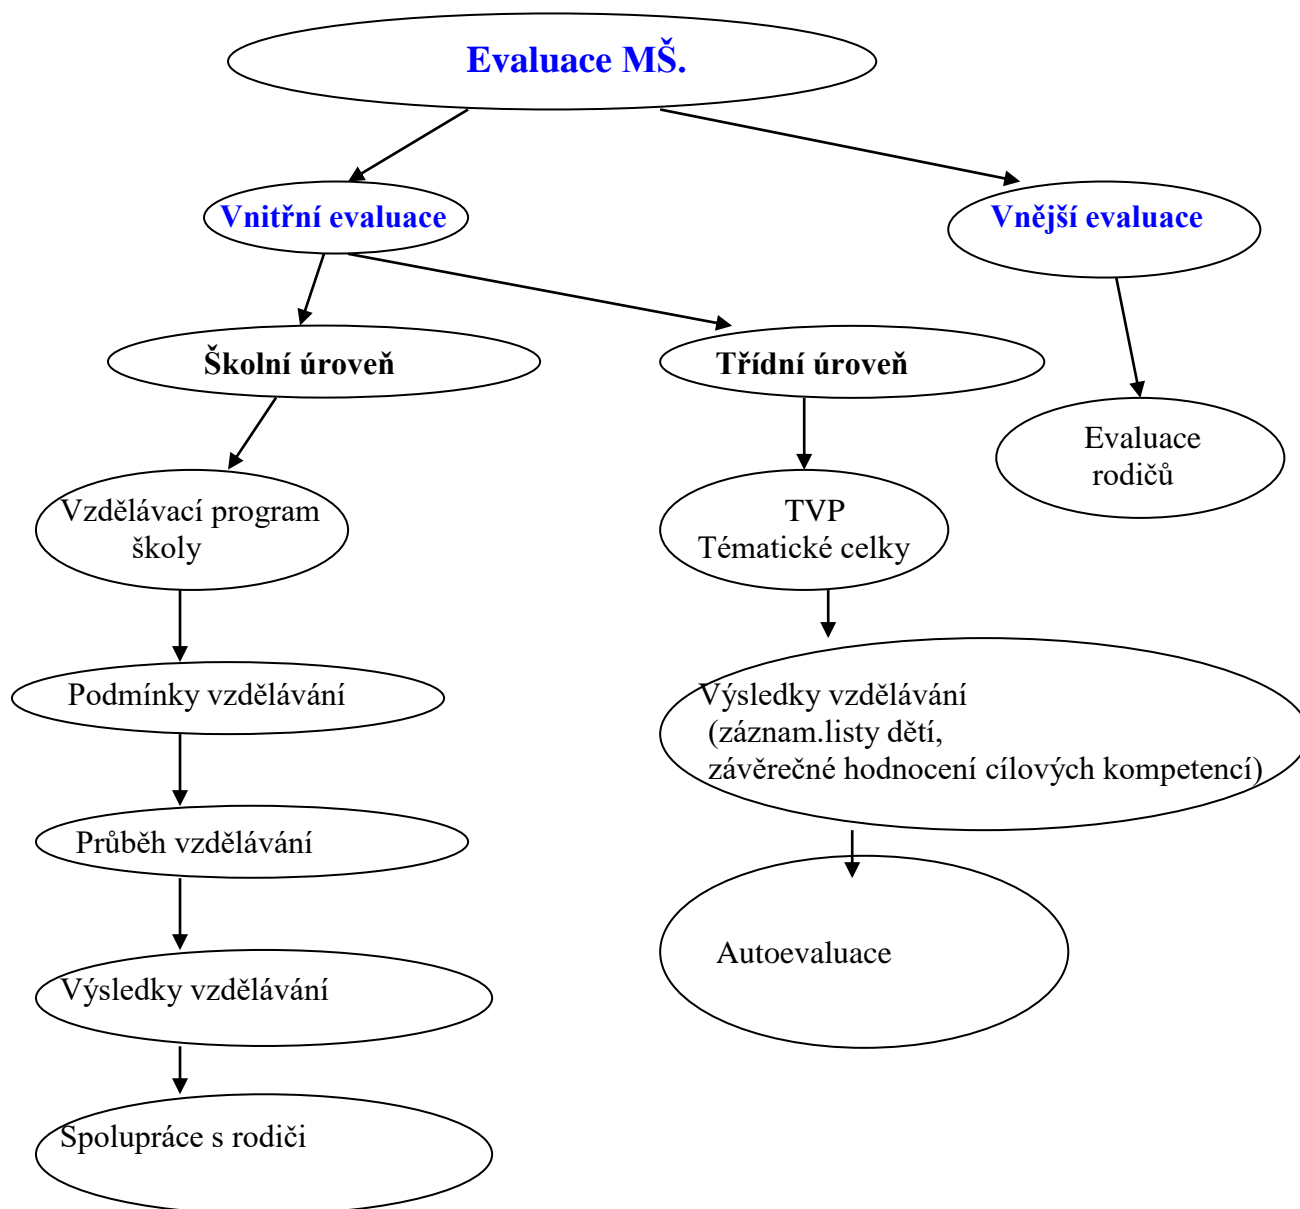 Evaluace MŠ.
Vnitřní evaluace
Vnější evaluace
Školní úroveň
Třídní úroveň
Evaluace
rodičů
Vzdělávací program
školy
TVP
Tématické celky
Podmínky vzdělávání
Výsledky vzdělávání
(záznam.listy dětí,
závěrečné hodnocení cílových kompetencí)
Průběh vzdělávání
Autoevaluace
Výsledky vzdělávání
Spolupráce s rodiči